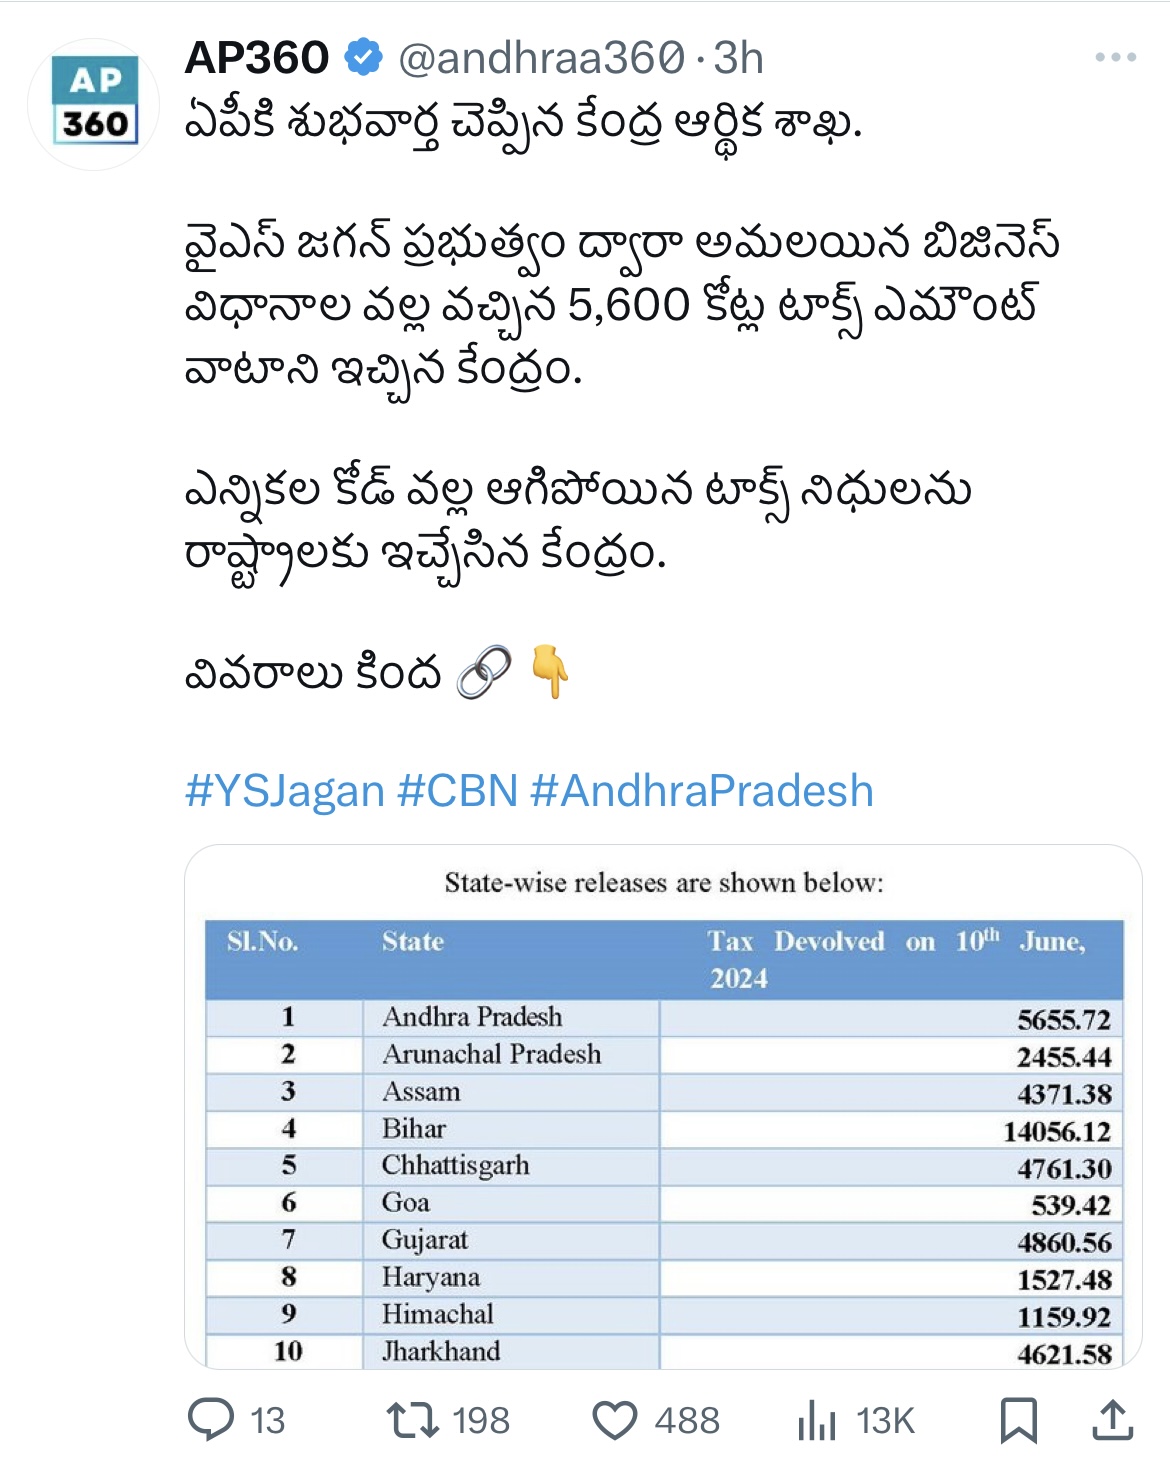 AP360 @andhraa360 · 3h
AP
360
ఏపీకి శుభవార్త చెప్పిన కేంద్ర ఆర్థిక శాఖ.
వైఎస్ జగన్ ప్రభుత్వం ద్వారా అమలయిన బిజినెస్
విధానాల వల్ల వచ్చిన 5,600 కోట్ల టాక్స్ ఎమౌంట్
వాటాని ఇచ్చిన కేంద్రం.
ఎన్నికల కోడ్ వల్ల ఆగిపోయిన టాక్స్ నిధులను
రాష్ట్రాలకు ఇచ్చేసిన కేంద్రం.
వివరాలు కింద 🔗 👇
#YSJagan #CBN #AndhraPradesh
State-wise releases are shown below:
Sl.No. State Tax Devolved on 10th June,
2024
1 Andhra Pradesh 5655.72
2 Arunachal Pradesh 2455.44
3 Assam 4371.38
4 Bihar 14056.12
5 Chhattisgarh 4761.30
6 Goa 539.42
7 Gujarat 4860.56
8 Haryana 1527.48
9 Himachal 1159.92
10 Jharkhand 4621.58
13 198 488 13K